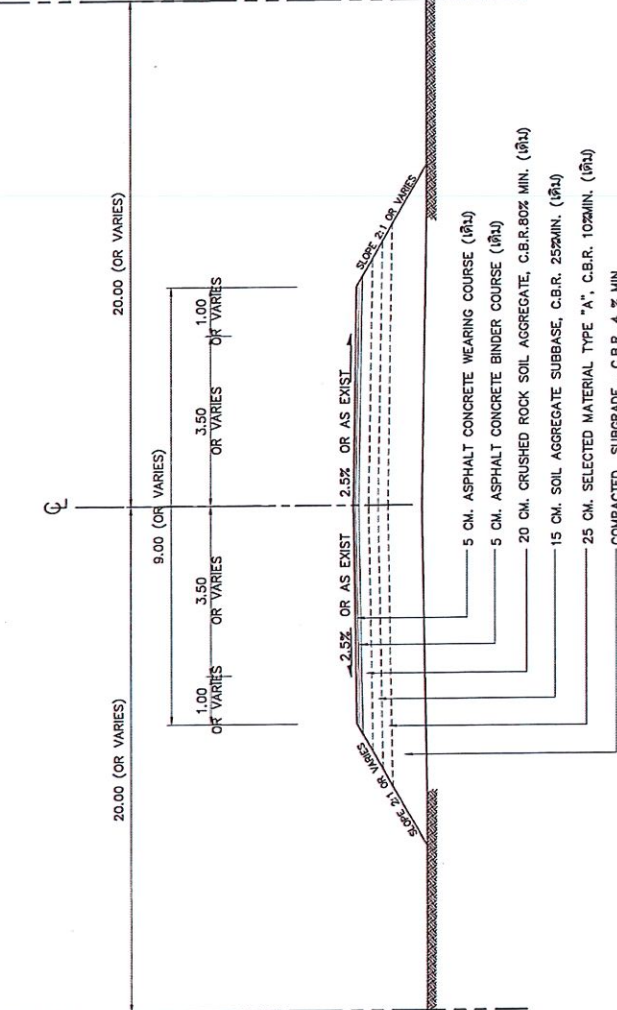 ℄
20.00 (OR VARIES)
20.00 (OR VARIES)
9.00 (OR VARIES)
1.00
OR VARIES
3.50
OR VARIES
3.50
OR VARIES
1.00
OR VARIES
2.5% OR AS EXIST
2.5% OR AS EXIST
SLOPE 2:1 OR VARIES
SLOPE 2:1 OR VARIES
5 CM. ASPHALT CONCRETE WEARING COURSE (เดิม)
5 CM. ASPHALT CONCRETE BINDER COURSE (เดิม)
20 CM. CRUSHED ROCK SOIL AGGREGATE, C.B.R.80% MIN. (เดิม)
15 CM. SOIL AGGREGATE SUBBASE, C.B.R. 25%MIN. (เดิม)
25 CM. SELECTED MATERIAL TYPE "A", C.B.R. 10%MIN. (เดิม)
COMPACTED SUBGRADE, C.B.R. 4 % MIN.